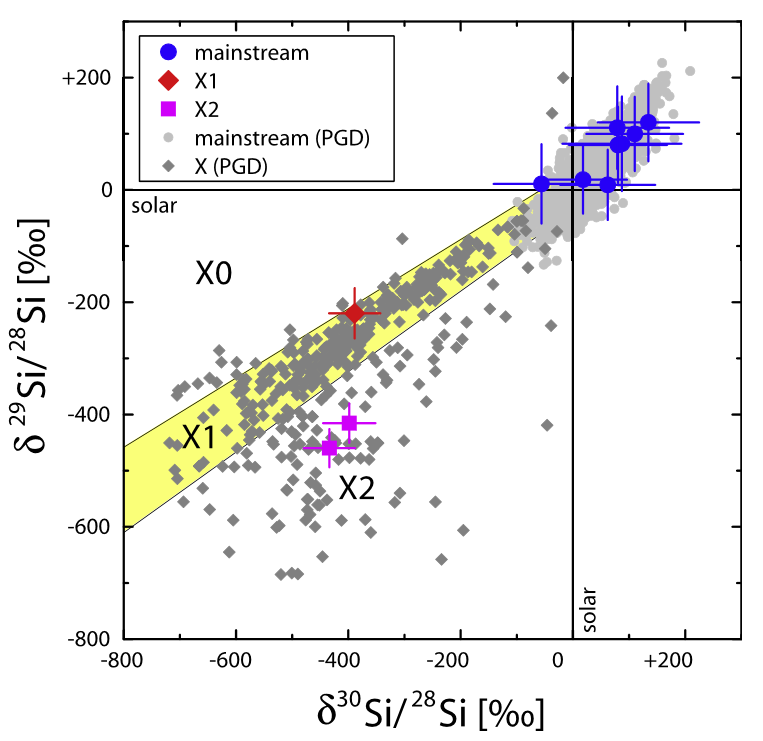 mainstream
X1
X2
mainstream (PGD)
X (PGD)
+200
0
-200
-400
-600
-800
solar
X0
X1
X2
solar
-800
-600
-400
-200
0
+200
δ ²⁹Si/²⁸Si [‰]
δ³⁰Si/²⁸Si [‰]